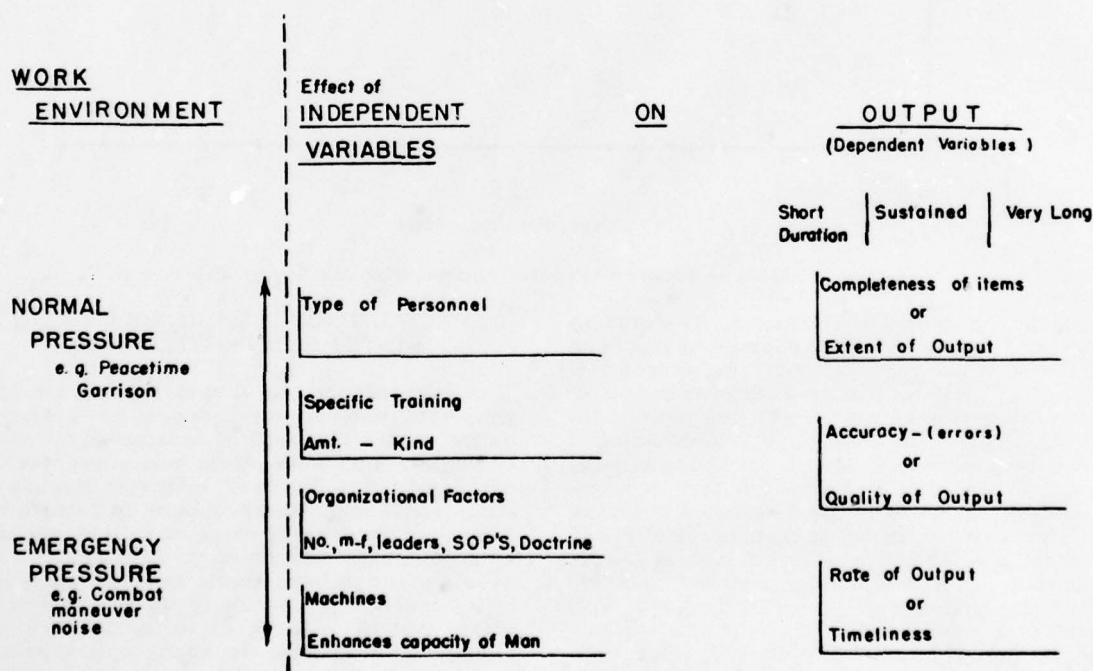 WORK
ENVIRONMENT
Effect of
INDEPENDENT
VARIABLES
ON
OUTPUT
(Dependent Variables)
Short
Duration
Sustained
Very Long
NORMAL
PRESSURE
e.g. Peacetime
Garrison
EMERGENCY
PRESSURE
e.g. Combat
maneuver
noise
Type of Personnel
Specific Training
Amt. – Kind
Organizational Factors
No., m-f, leaders, SOP'S, Doctrine
Machines
Enhances capacity of Man
Completeness of items
or
Extent of Output
Accuracy – (errors)
or
Quality of Output
Rate of Output
or
Timeliness